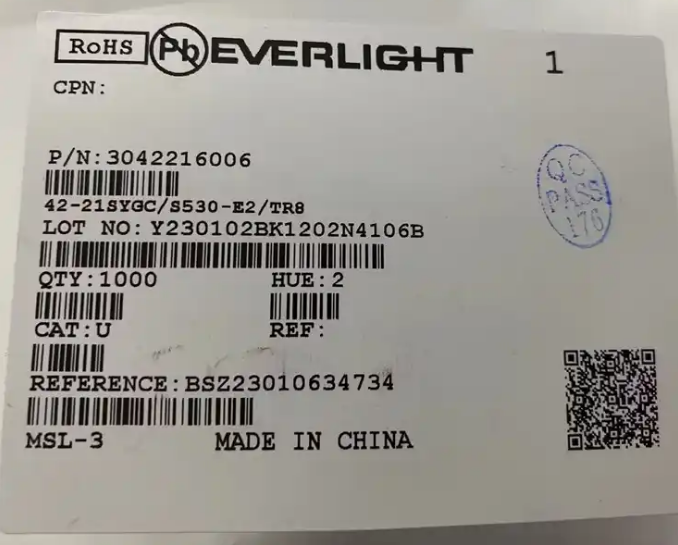 RoHS Pb EVERLIGHT 1
CPN:
P/N:3042216006
42-21SYGC/S530-E2/TR8
LOT NO:Y230102BK1202N4106B
QTY:1000 HUE:2
CAT:U REF:
REFERENCE:BSZ23010634734
MSL-3 MADE IN CHINA
QC
PASS
176